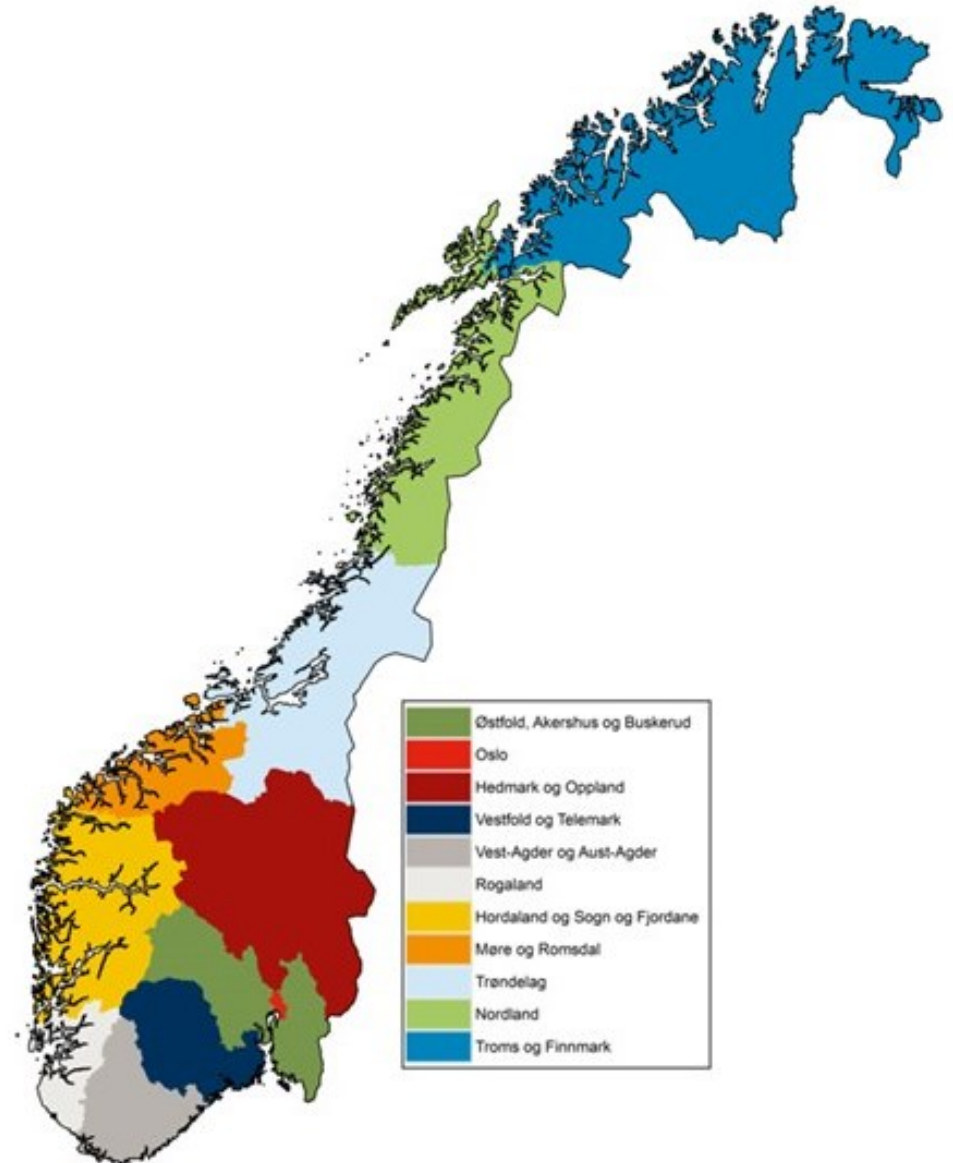 Østfold, Akershus og Buskerud
Oslo
Hedmark og Oppland
Vestfold og Telemark
Vest-Agder og Aust-Agder
Rogaland
Hordaland og Sogn og Fjordane
Møre og Romsdal
Trøndelag
Nordland
Troms og Finnmark